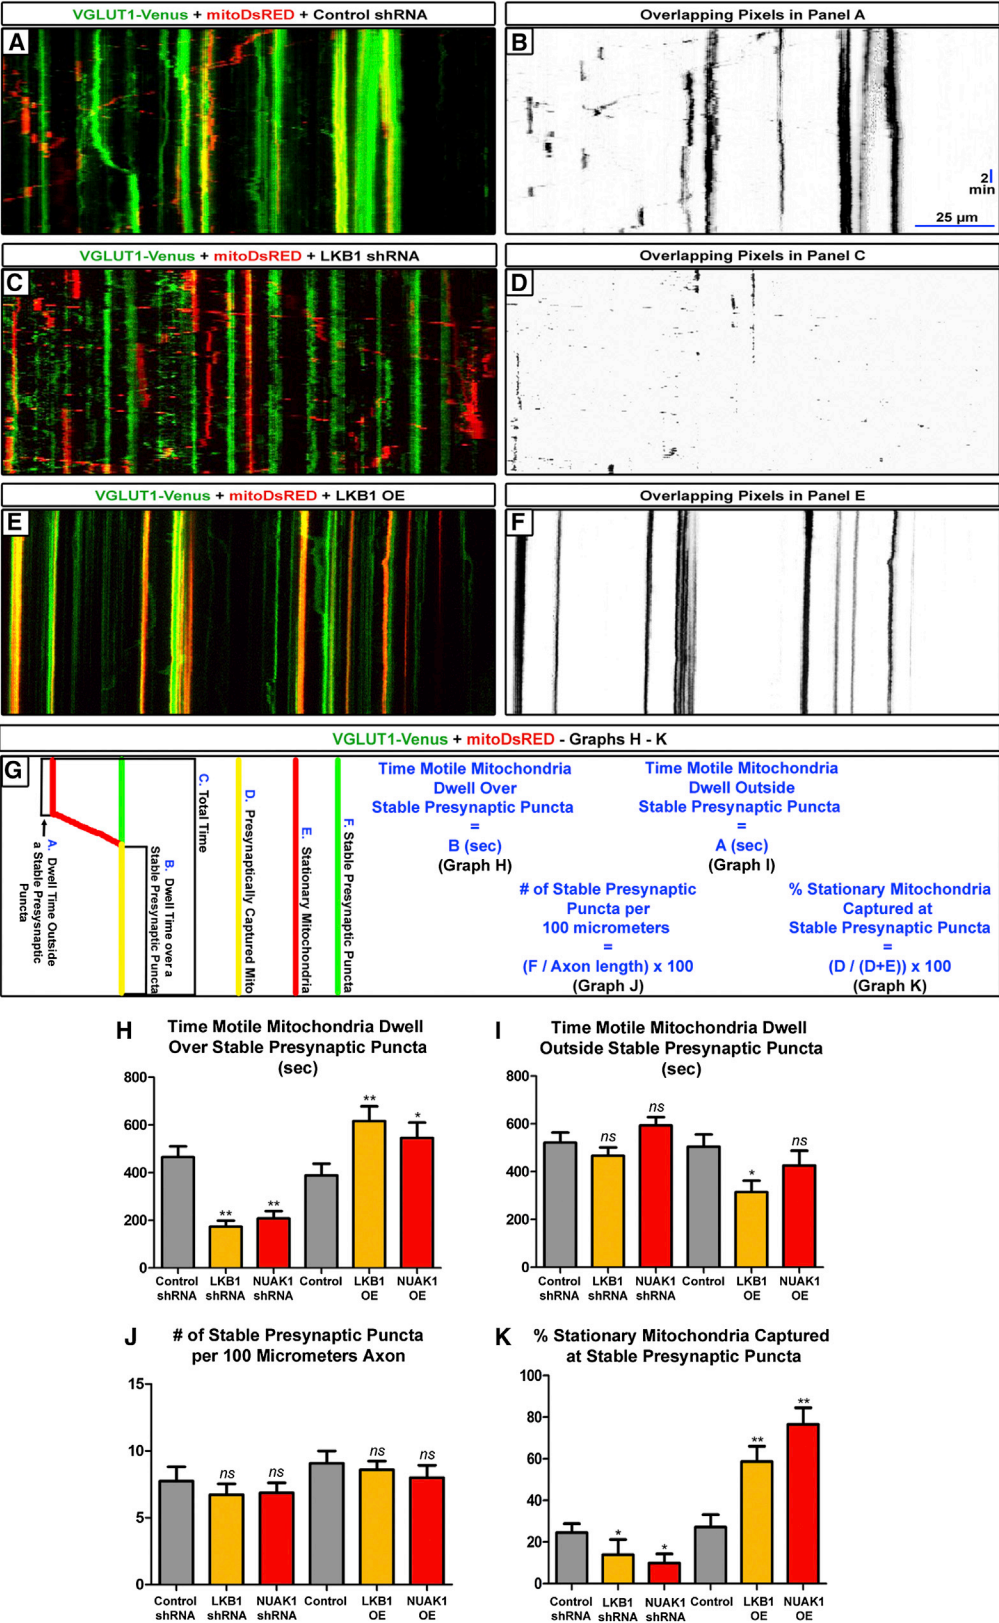 VGLUT1-Venus + mitoDsRED + Control shRNA
Overlapping Pixels in Panel A
A
B
2
min
25 µm
VGLUT1-Venus + mitoDsRED + LKB1 shRNA
Overlapping Pixels in Panel C
C
D
VGLUT1-Venus + mitoDsRED + LKB1 OE
Overlapping Pixels in Panel E
E
F
VGLUT1-Venus + mitoDsRED - Graphs H - K
G
A. Dwell Time Outside
a Stable Presysnaptic
Puncta
B. Dwell Time over a
Stable Presynaptic Puncta
C. Total Time
D. Presynaptically Captured Mito
E. Stationary Mitochondria
F. Stable Presynaptic Puncta
Time Motile Mitochondria
Dwell Over
Stable Presynaptic Puncta
=
B (sec)
(Graph H)
Time Motile Mitochondria
Dwell Outside
Stable Presynaptic Puncta
=
A (sec)
(Graph I)
# of Stable Presynaptic
Puncta per
100 micrometers
=
(F / Axon length) x 100
(Graph J)
% Stationary Mitochondria
Captured at
Stable Presynaptic Puncta
=
(D / (D+E)) x 100
(Graph K)
H
Time Motile Mitochondria Dwell
Over Stable Presynaptic Puncta
(sec)
800
600
400
200
0
**
**
**
*
Control
shRNA
LKB1
shRNA
NUAK1
shRNA
Control
LKB1
OE
NUAK1
OE
I
Time Motile Mitochondria Dwell
Outside Stable Presynaptic Puncta
(sec)
800
600
400
200
0
ns
ns
*
ns
Control
shRNA
LKB1
shRNA
NUAK1
shRNA
Control
LKB1
OE
NUAK1
OE
J
# of Stable Presynaptic Puncta
per 100 Micrometers Axon
15
10
5
0
ns
ns
ns
ns
Control
shRNA
LKB1
shRNA
NUAK1
shRNA
Control
LKB1
OE
NUAK1
OE
K
% Stationary Mitochondria Captured
at Stable Presynaptic Puncta
100
80
60
40
20
0
*
*
**
**
Control
shRNA
LKB1
shRNA
NUAK1
shRNA
Control
LKB1
OE
NUAK1
OE